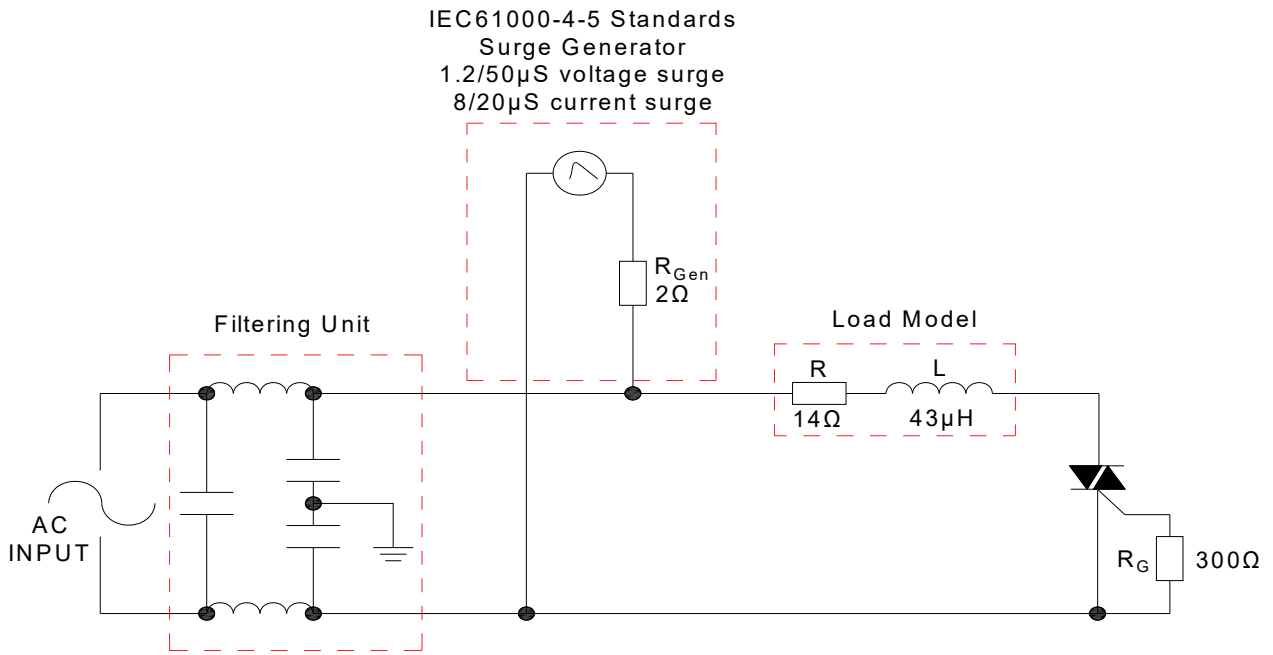 IEC61000-4-5 Standards
Surge Generator
1.2/50µS voltage surge
8/20µS current surge
RGen
2Ω
Filtering Unit
Load Model
R
L
14Ω
43µH
AC
INPUT
RG
300Ω